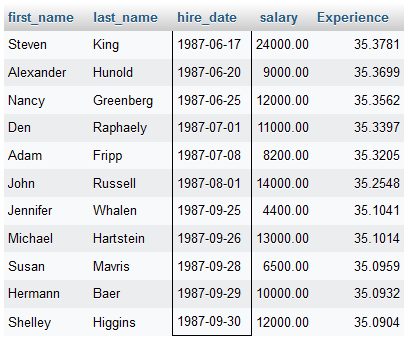 first_name last_name hire_date salary Experience
Steven King 1987-06-17 24000.00 35.3781
Alexander Hunold 1987-06-20 9000.00 35.3699
Nancy Greenberg 1987-06-25 12000.00 35.3562
Den Raphaely 1987-07-01 11000.00 35.3397
Adam Fripp 1987-07-08 8200.00 35.3205
John Russell 1987-08-01 14000.00 35.2548
Jennifer Whalen 1987-09-25 4400.00 35.1041
Michael Hartstein 1987-09-26 13000.00 35.1014
Susan Mavris 1987-09-28 6500.00 35.0959
Hermann Baer 1987-09-29 10000.00 35.0932
Shelley Higgins 1987-09-30 12000.00 35.0904